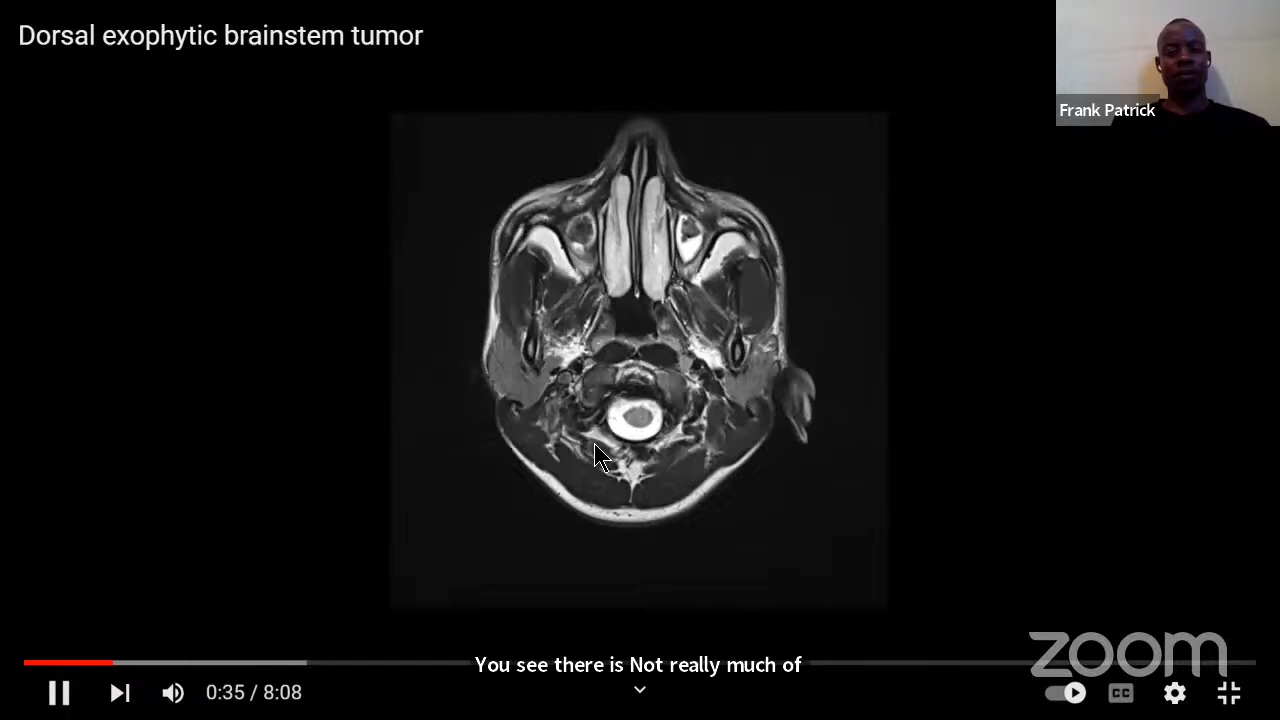 Dorsal exophytic brainstem tumor
Frank Patrick
You see there is Not really much of
0:35 / 8:08
CC
zoom